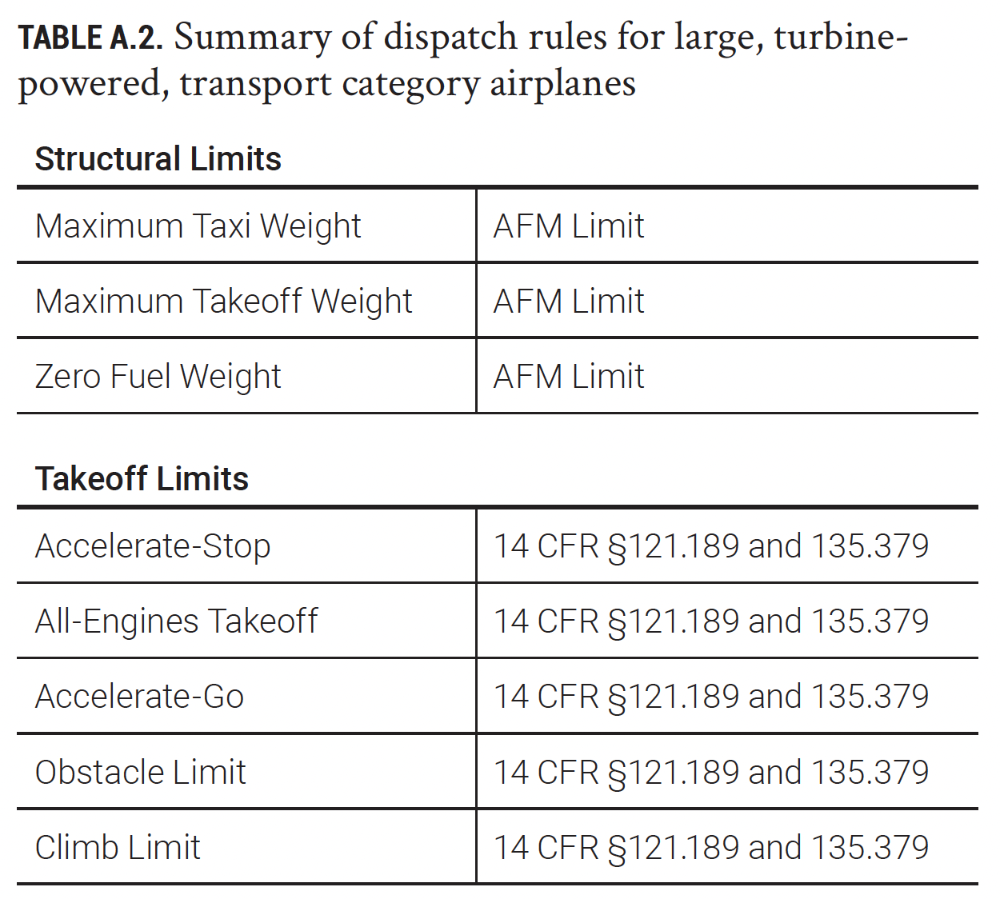 TABLE A.2. Summary of dispatch rules for large, turbine-
powered, transport category airplanes
Structural Limits
Maximum Taxi Weight AFM Limit
Maximum Takeoff Weight AFM Limit
Zero Fuel Weight AFM Limit
Takeoff Limits
Accelerate-Stop 14 CFR §121.189 and 135.379
All-Engines Takeoff 14 CFR §121.189 and 135.379
Accelerate-Go 14 CFR §121.189 and 135.379
Obstacle Limit 14 CFR §121.189 and 135.379
Climb Limit 14 CFR §121.189 and 135.379